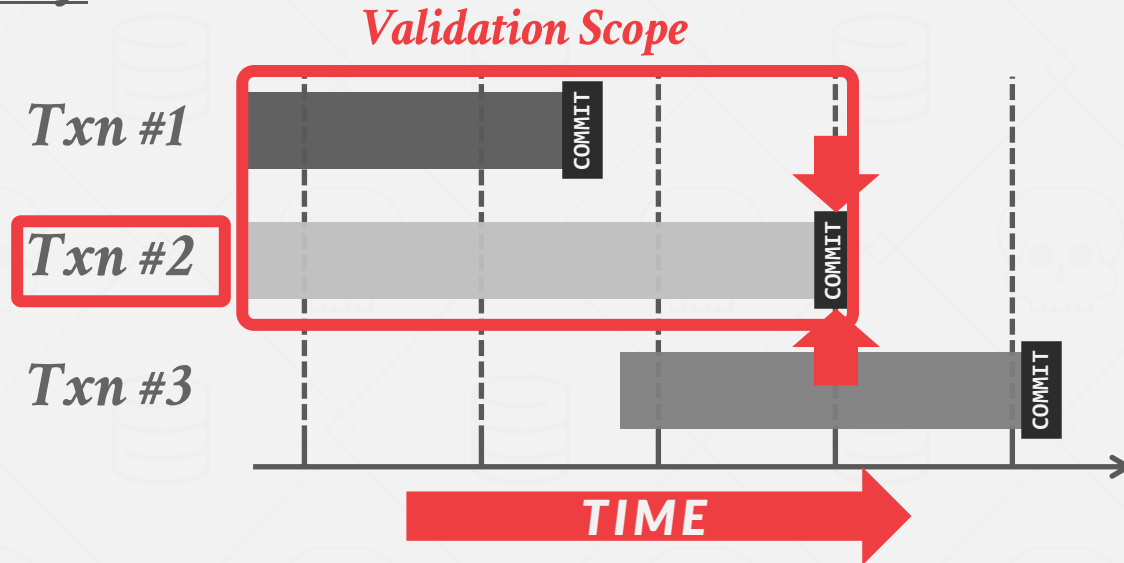 Validation Scope
Txn #1
COMMIT
Txn #2
COMMIT
Txn #3
COMMIT
TIME